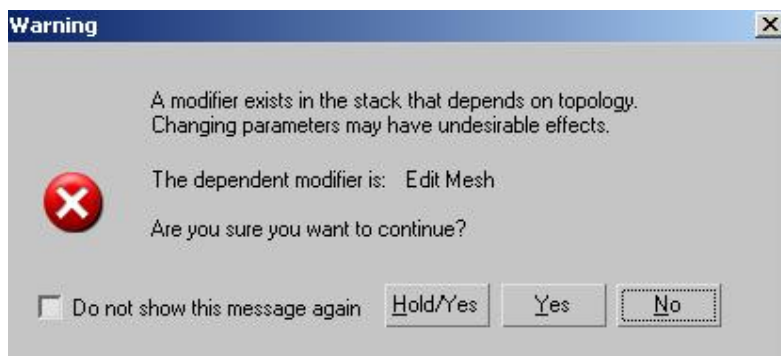 Warning
A modifier exists in the stack that depends on topology.
Changing parameters may have undesirable effects.
The dependent modifier is: Edit Mesh
Are you sure you want to continue?
Do not show this message again
Hold/Yes
Yes
No